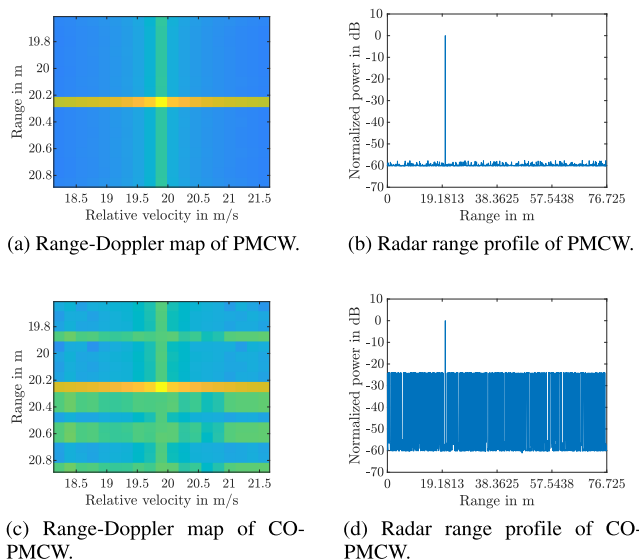 19.8
20
20.2
20.4
20.6
20.8
Range in m
18.5 19 19.5 20 20.5 21 21.5
Relative velocity in m/s
(a) Range-Doppler map of PMCW.
10
0
-10
-20
-30
-40
-50
-60
-70
Normalized power in dB
0 19.1813 38.3625 57.5438 76.725
Range in m
(b) Radar range profile of PMCW.
19.8
20
20.2
20.4
20.6
20.8
Range in m
18.5 19 19.5 20 20.5 21 21.5
Relative velocity in m/s
(c) Range-Doppler map of CO-
PMCW.
10
0
-10
-20
-30
-40
-50
-60
-70
Normalized power in dB
0 19.1813 38.3625 57.5438 76.725
Range in m
(d) Radar range profile of CO-
PMCW.